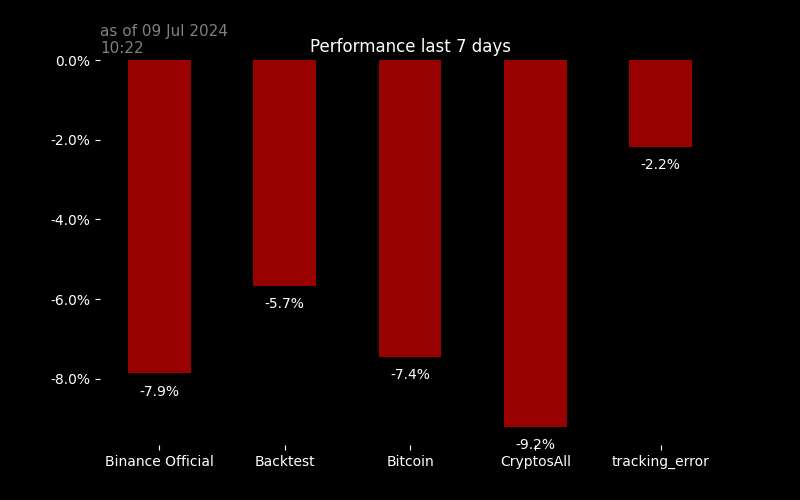 as of 09 Jul 2024
10:22
Performance last 7 days
0.0%
-2.0%
-4.0%
-6.0%
-8.0%
-7.9%
-5.7%
-7.4%
-9.2%
-2.2%
Binance Official
Backtest
Bitcoin
CryptosAll
tracking_error